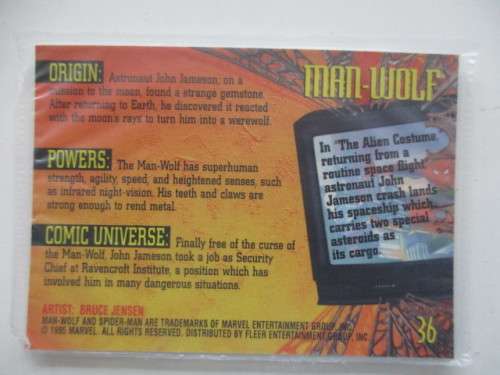 MAN-WOLF
ORIGIN: Astronaut John Jameson, on a
mission to the moon, found a strange gemstone.
After returning to Earth, he discovered it reacted
with the moon's rays to turn him into a werewolf.
POWERS: The Man-Wolf has superhuman
strength, agility, speed, and heightened senses, such
as infrared night-vision. His teeth and claws are
strong enough to rend metal.
COMIC UNIVERSE: Finally free of the curse of
the Man-Wolf, John Jameson took a job as Security
Chief at Ravencroft Institute, a position which has
involved him in many dangerous situations.
In "The Alien Costume,"
returning from a
routine space flight
astronaut John
Jameson crash lands
his spaceship which
carries two special
asteroids as
its cargo.
ARTIST: BRUCE JENSEN
MAN-WOLF AND SPIDER-MAN ARE TRADEMARKS OF MARVEL ENTERTAINMENT GROUP, INC.
© 1995 MARVEL. ALL RIGHTS RESERVED. DISTRIBUTED BY FLEER ENTERTAINMENT GROUP, INC
36